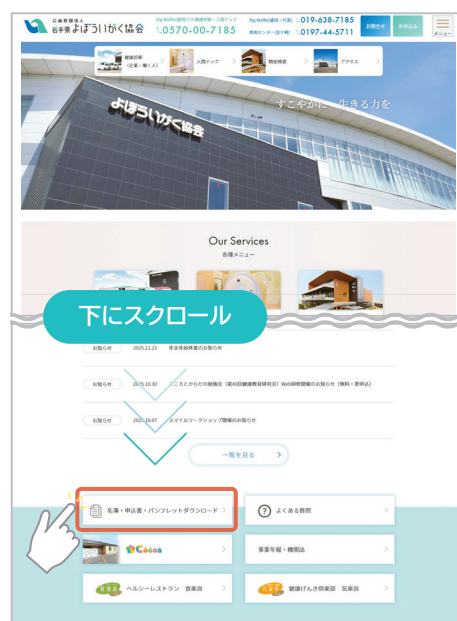 公益財団法人
岩手県よぼういがく協会
0570-00-7185
019-638-7185
0197-44-5711
お問合せ
お申込み
メニュー
健康診断
(企業・働く人)
人間ドック
精密検査
アクセス
よぼういがく協会
すこやかに 生きる力を
Our Services
各種メニュー
下にスクロール
お知らせ 2025.11.21 年末年始休業のお知らせ
お知らせ 2025.10.30 こころとからだの勉強会（第46回健康教育研究会）Web同時開催のお知らせ（無料・要申込）
お知らせ 2025.10.07 スマイルワークショップ開催のお知らせ
一覧を見る
名簿・申込書・パンフレットダウンロード
よくある質問
Cocoa
事業年報・機関誌
ヘルシーレストラン 食楽良
健康げんき倶楽部 気楽良